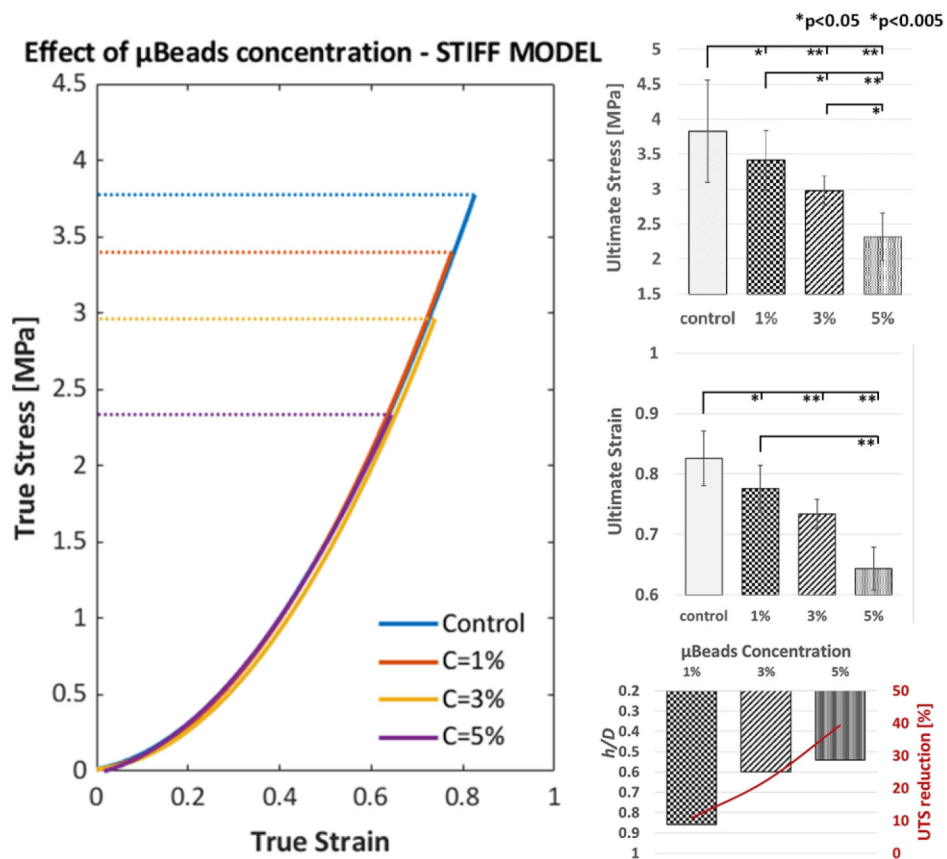 *p<0.05 *p<0.005
Effect of μBeads concentration - STIFF MODEL
4.5
4
3.5
3
2.5
2
1.5
1
0.5
0
True Stress [MPa]
0 0.2 0.4 0.6 0.8 1
True Strain
Control
C=1%
C=3%
C=5%
5
4.5
4
3.5
3
2.5
2
1.5
Ultimate Stress [MPa]
* ** **
* **
*
control 1% 3% 5%
1
0.9
0.8
0.7
0.6
Ultimate Strain
* ** **
**
control 1% 3% 5%
μBeads Concentration
1% 3% 5%
0.2
0.3
0.4
0.5
0.6
0.7
0.8
0.9
1
h/D
50
40
30
20
10
0
UTS reduction [%]